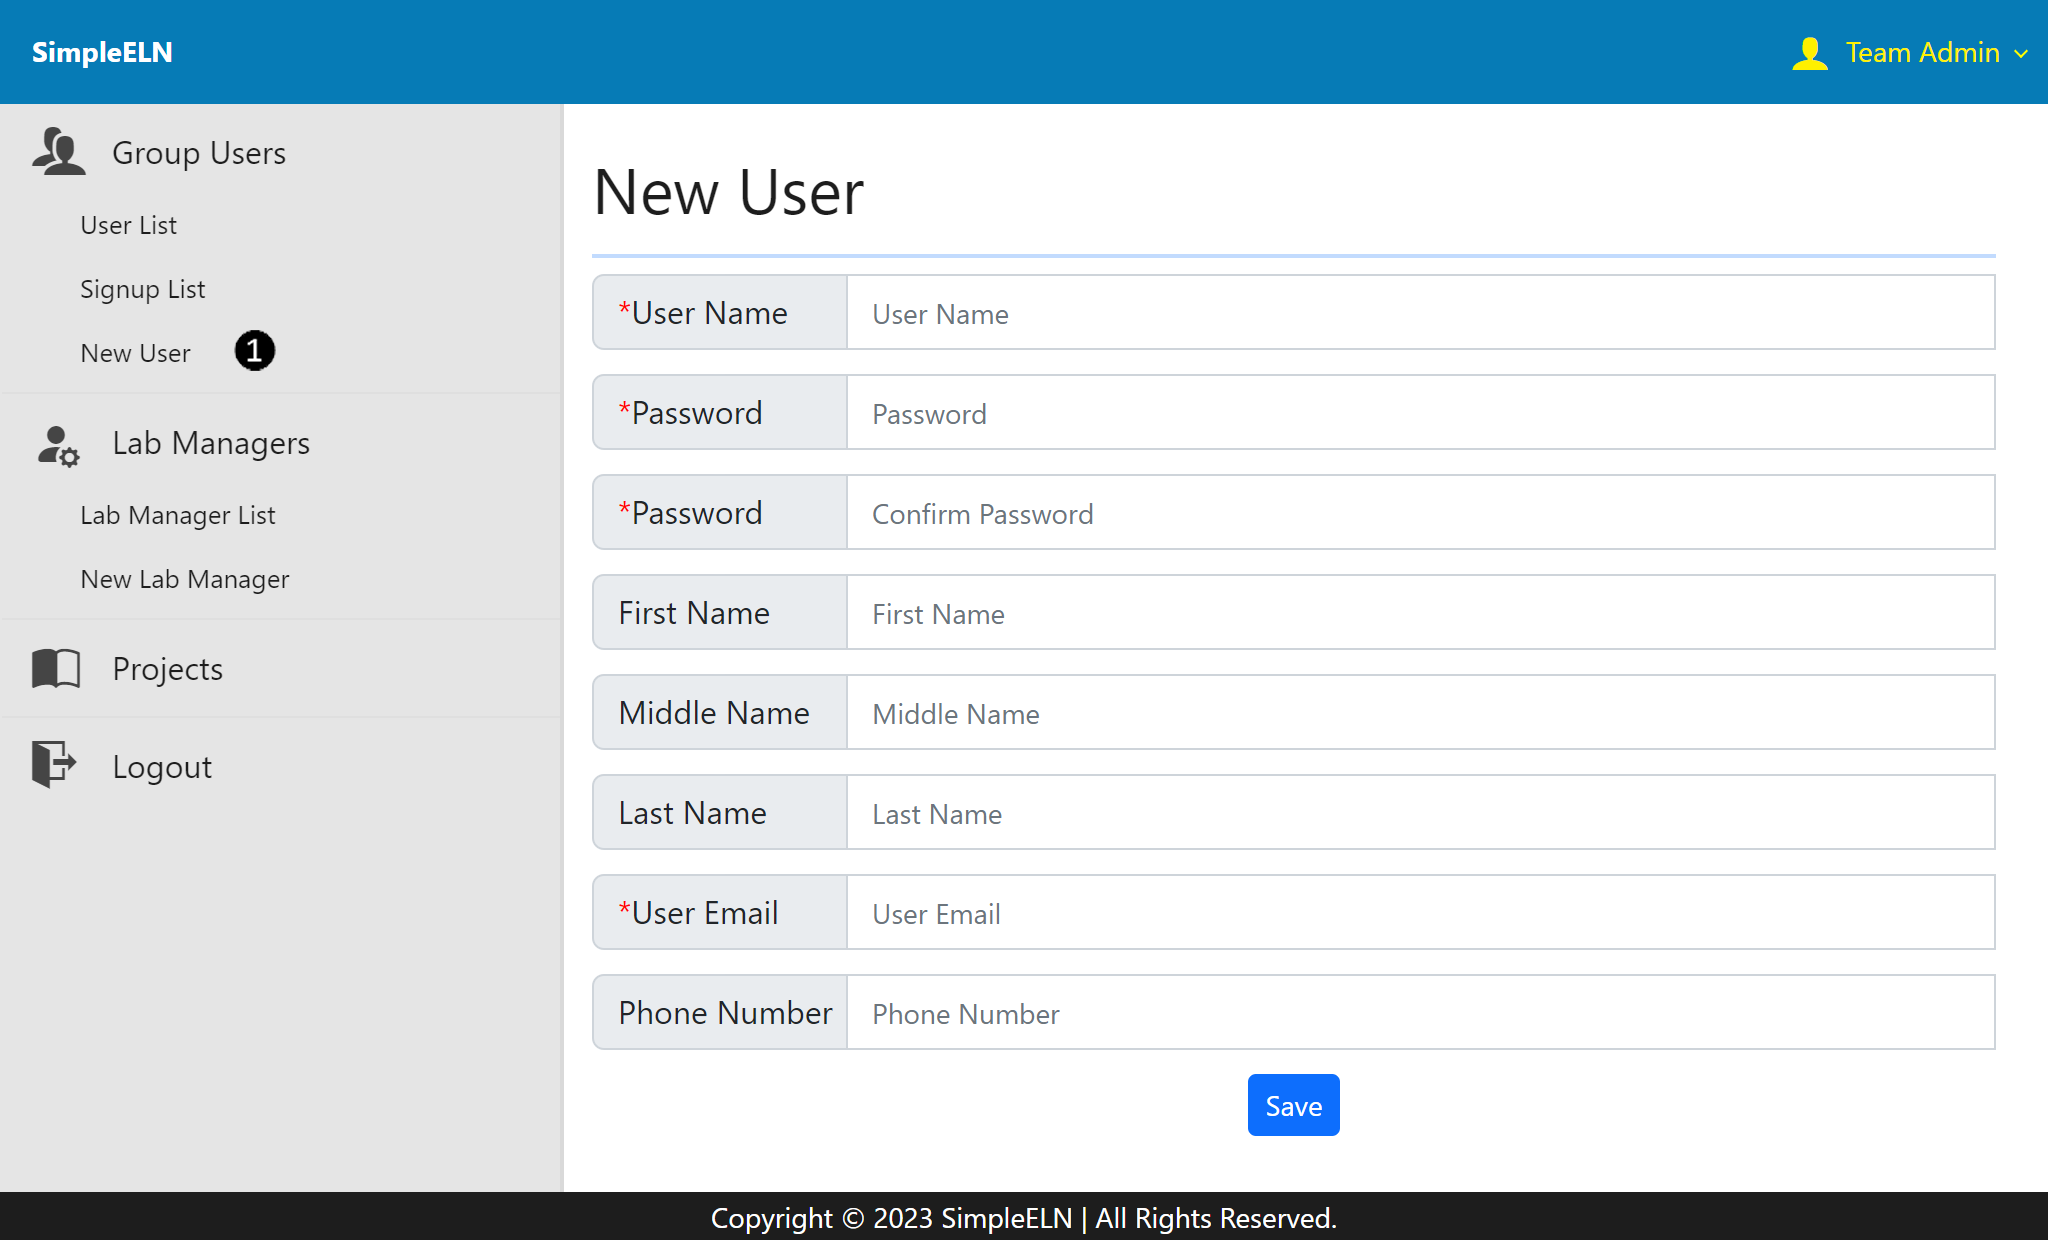 SimpleELN
Team Admin
Group Users
User List
Signup List
New User 1
Lab Managers
Lab Manager List
New Lab Manager
Projects
Logout
New User
*User Name User Name
*Password Password
*Password Confirm Password
First Name First Name
Middle Name Middle Name
Last Name Last Name
*User Email User Email
Phone Number Phone Number
Save
Copyright © 2023 SimpleELN | All Rights Reserved.